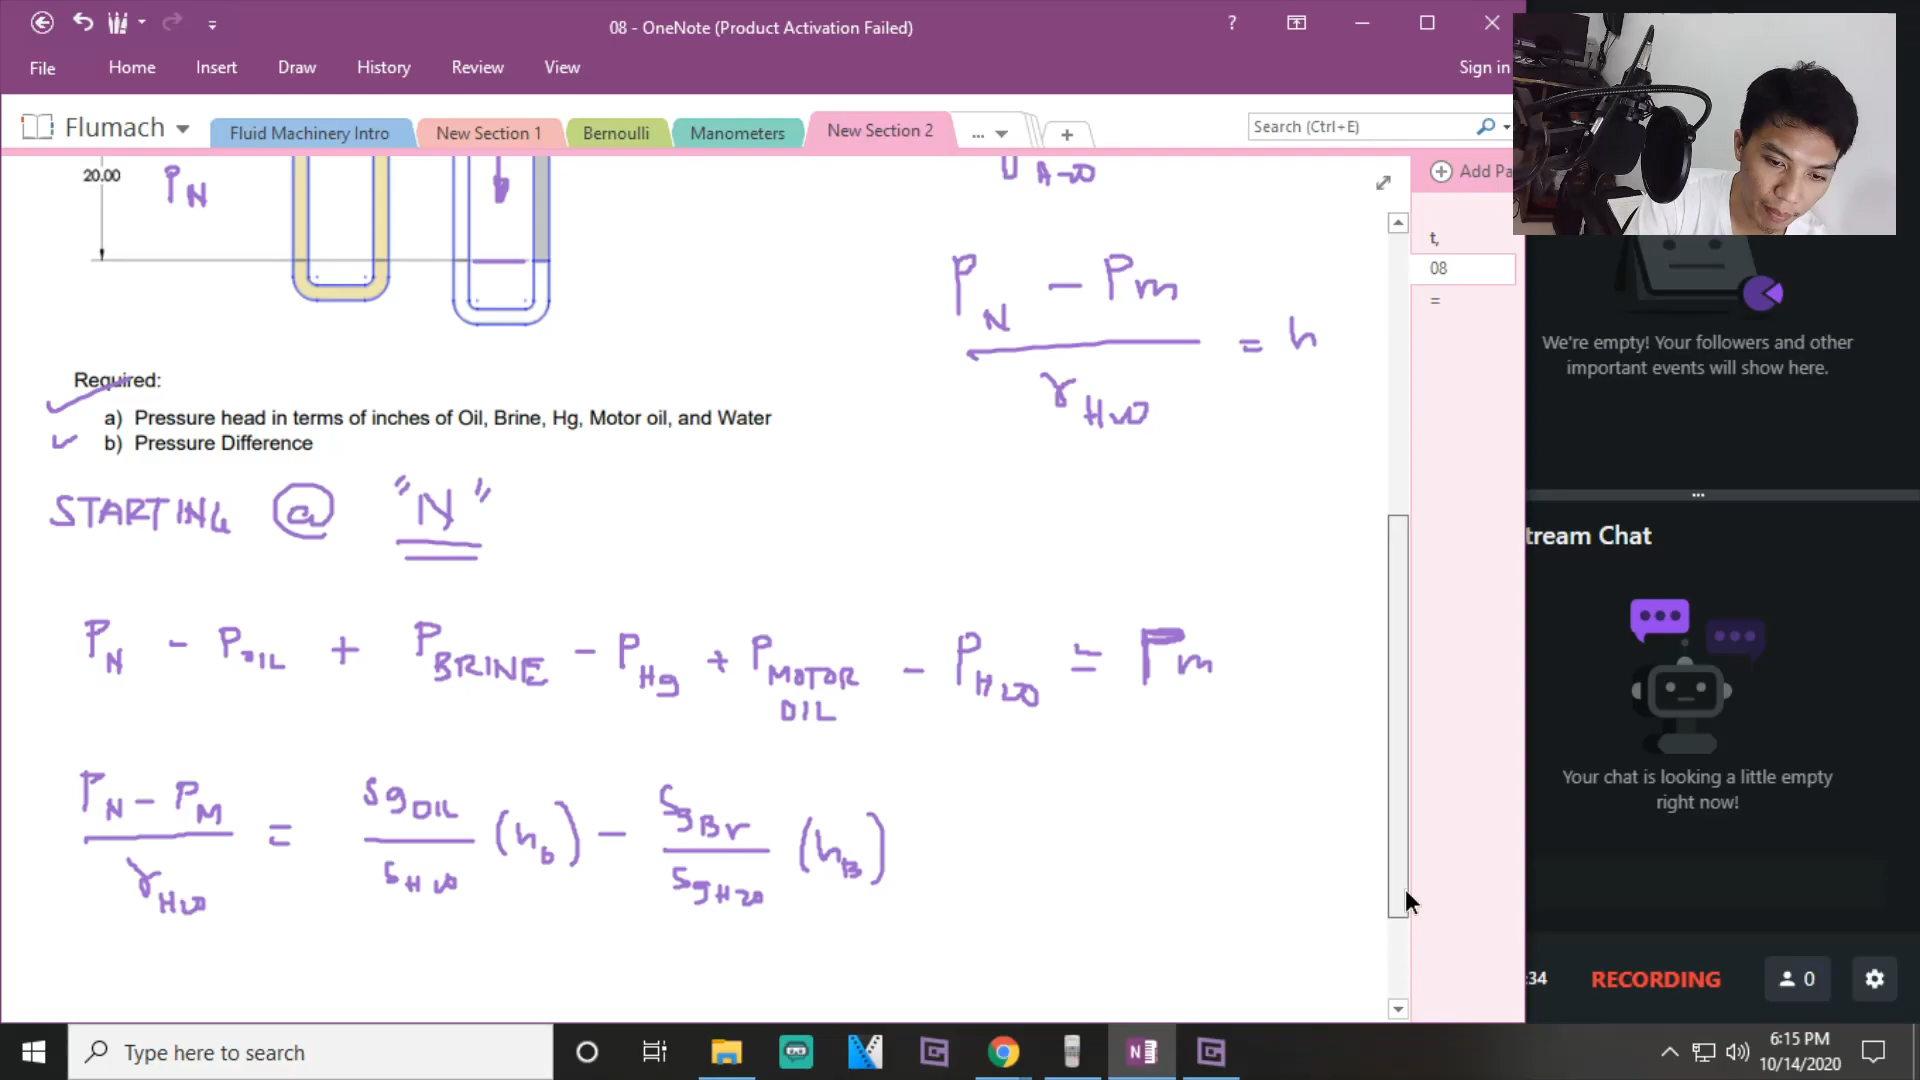 08 - OneNote (Product Activation Failed)
?
File Home Insert Draw History Review View Sign in
Flumach Fluid Machinery Intro New Section 1 Bernoulli Manometers New Section 2 ... + Search (Ctrl+E)
20.00 PN
Add Pa
t,
08
=
PN - Pm
= h
γH2O
Required:
a) Pressure head in terms of inches of Oil, Brine, Hg, Motor oil, and Water
b) Pressure Difference
STARTING @ "N"
PN - POIL + PBRINE - PHg + PMOTOR OIL - PH2O = Pm
PN - PM
γH2O
=
SgOIL
SH2O
(hO) -
SgBr
SgH2O
(hB)
We're empty! Your followers and other
important events will show here.
...
tream Chat
Your chat is looking a little empty
right now!
:34 RECORDING 0
Type here to search
6:15 PM
10/14/2020